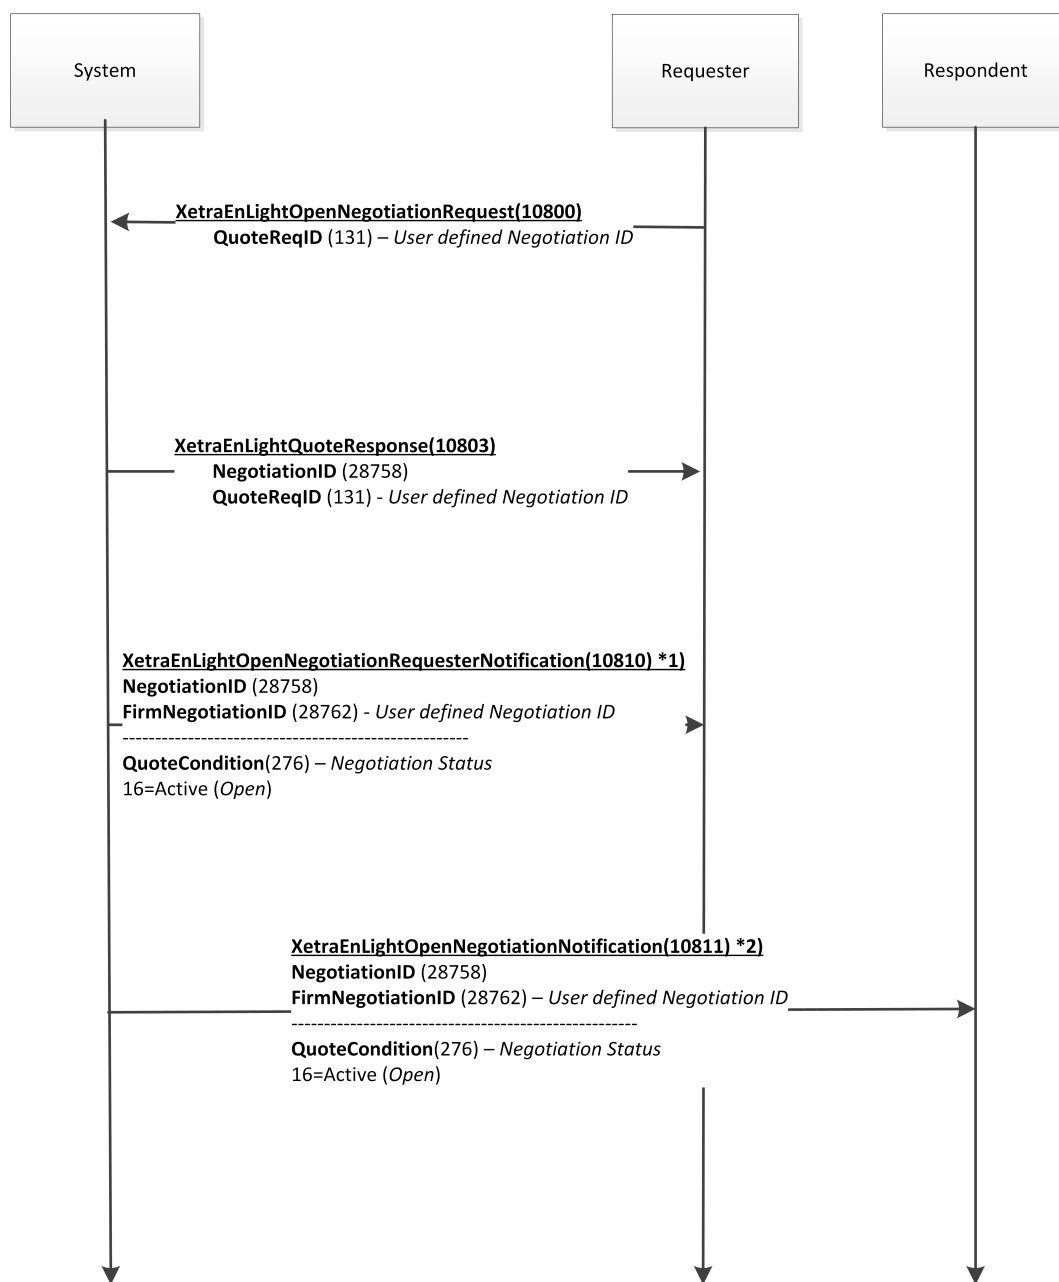 System
Requester
Respondent
XetraEnLightOpenNegotiationRequest(10800)
QuoteReqID (131) – User defined Negotiation ID
XetraEnLightQuoteResponse(10803)
NegotiationID (28758)
QuoteReqID (131) - User defined Negotiation ID
XetraEnLightOpenNegotiationRequesterNotification(10810) *1)
NegotiationID (28758)
FirmNegotiationID (28762) - User defined Negotiation ID
-----------------------------------------------------
QuoteCondition(276) – Negotiation Status
16=Active (Open)
XetraEnLightOpenNegotiationNotification(10811) *2)
NegotiationID (28758)
FirmNegotiationID (28762) – User defined Negotiation ID
-----------------------------------------------------
QuoteCondition(276) – Negotiation Status
16=Active (Open)